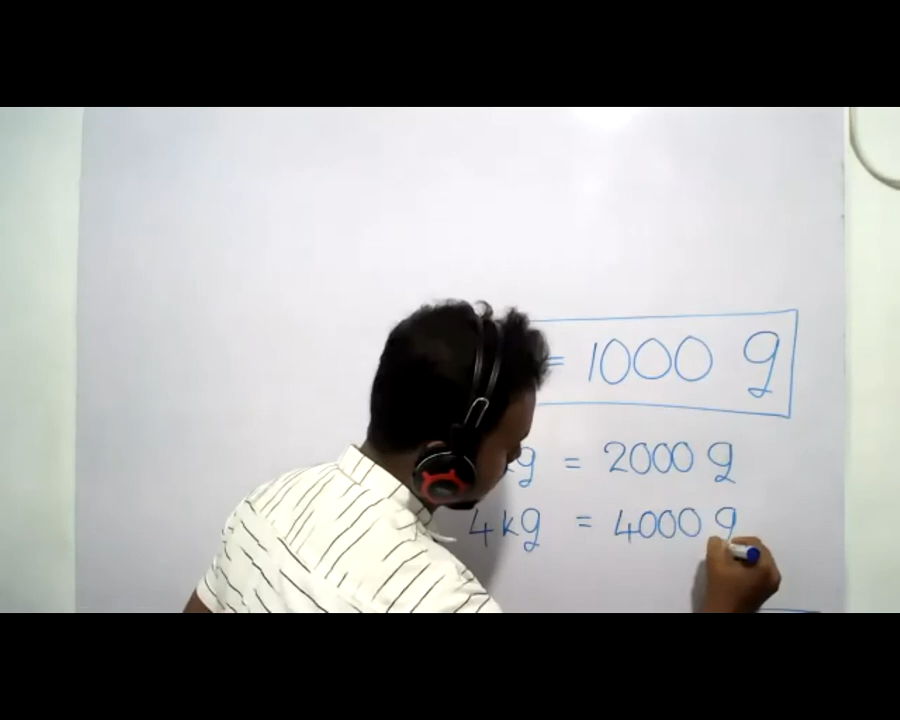 = 1000 g
kg = 2000 g
4 kg = 4000 g